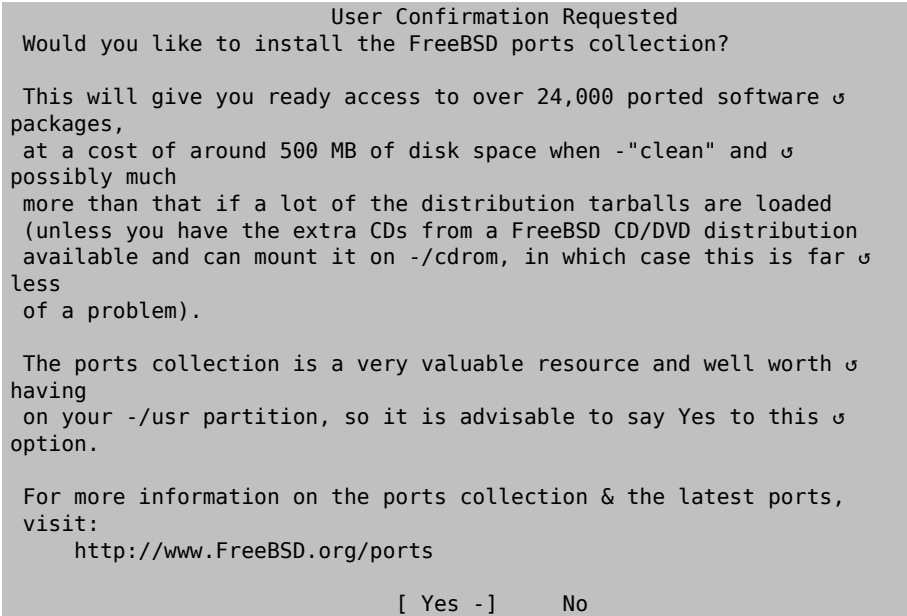 User Confirmation Requested
Would you like to install the FreeBSD ports collection?
This will give you ready access to over 24,000 ported software ↺
packages,
at a cost of around 500 MB of disk space when -"clean" and ↺
possibly much
more than that if a lot of the distribution tarballs are loaded
(unless you have the extra CDs from a FreeBSD CD/DVD distribution
available and can mount it on -/cdrom, in which case this is far ↺
less
of a problem).
The ports collection is a very valuable resource and well worth ↺
having
on your -/usr partition, so it is advisable to say Yes to this ↺
option.
For more information on the ports collection & the latest ports,
visit:
http://www.FreeBSD.org/ports
[ Yes -] No